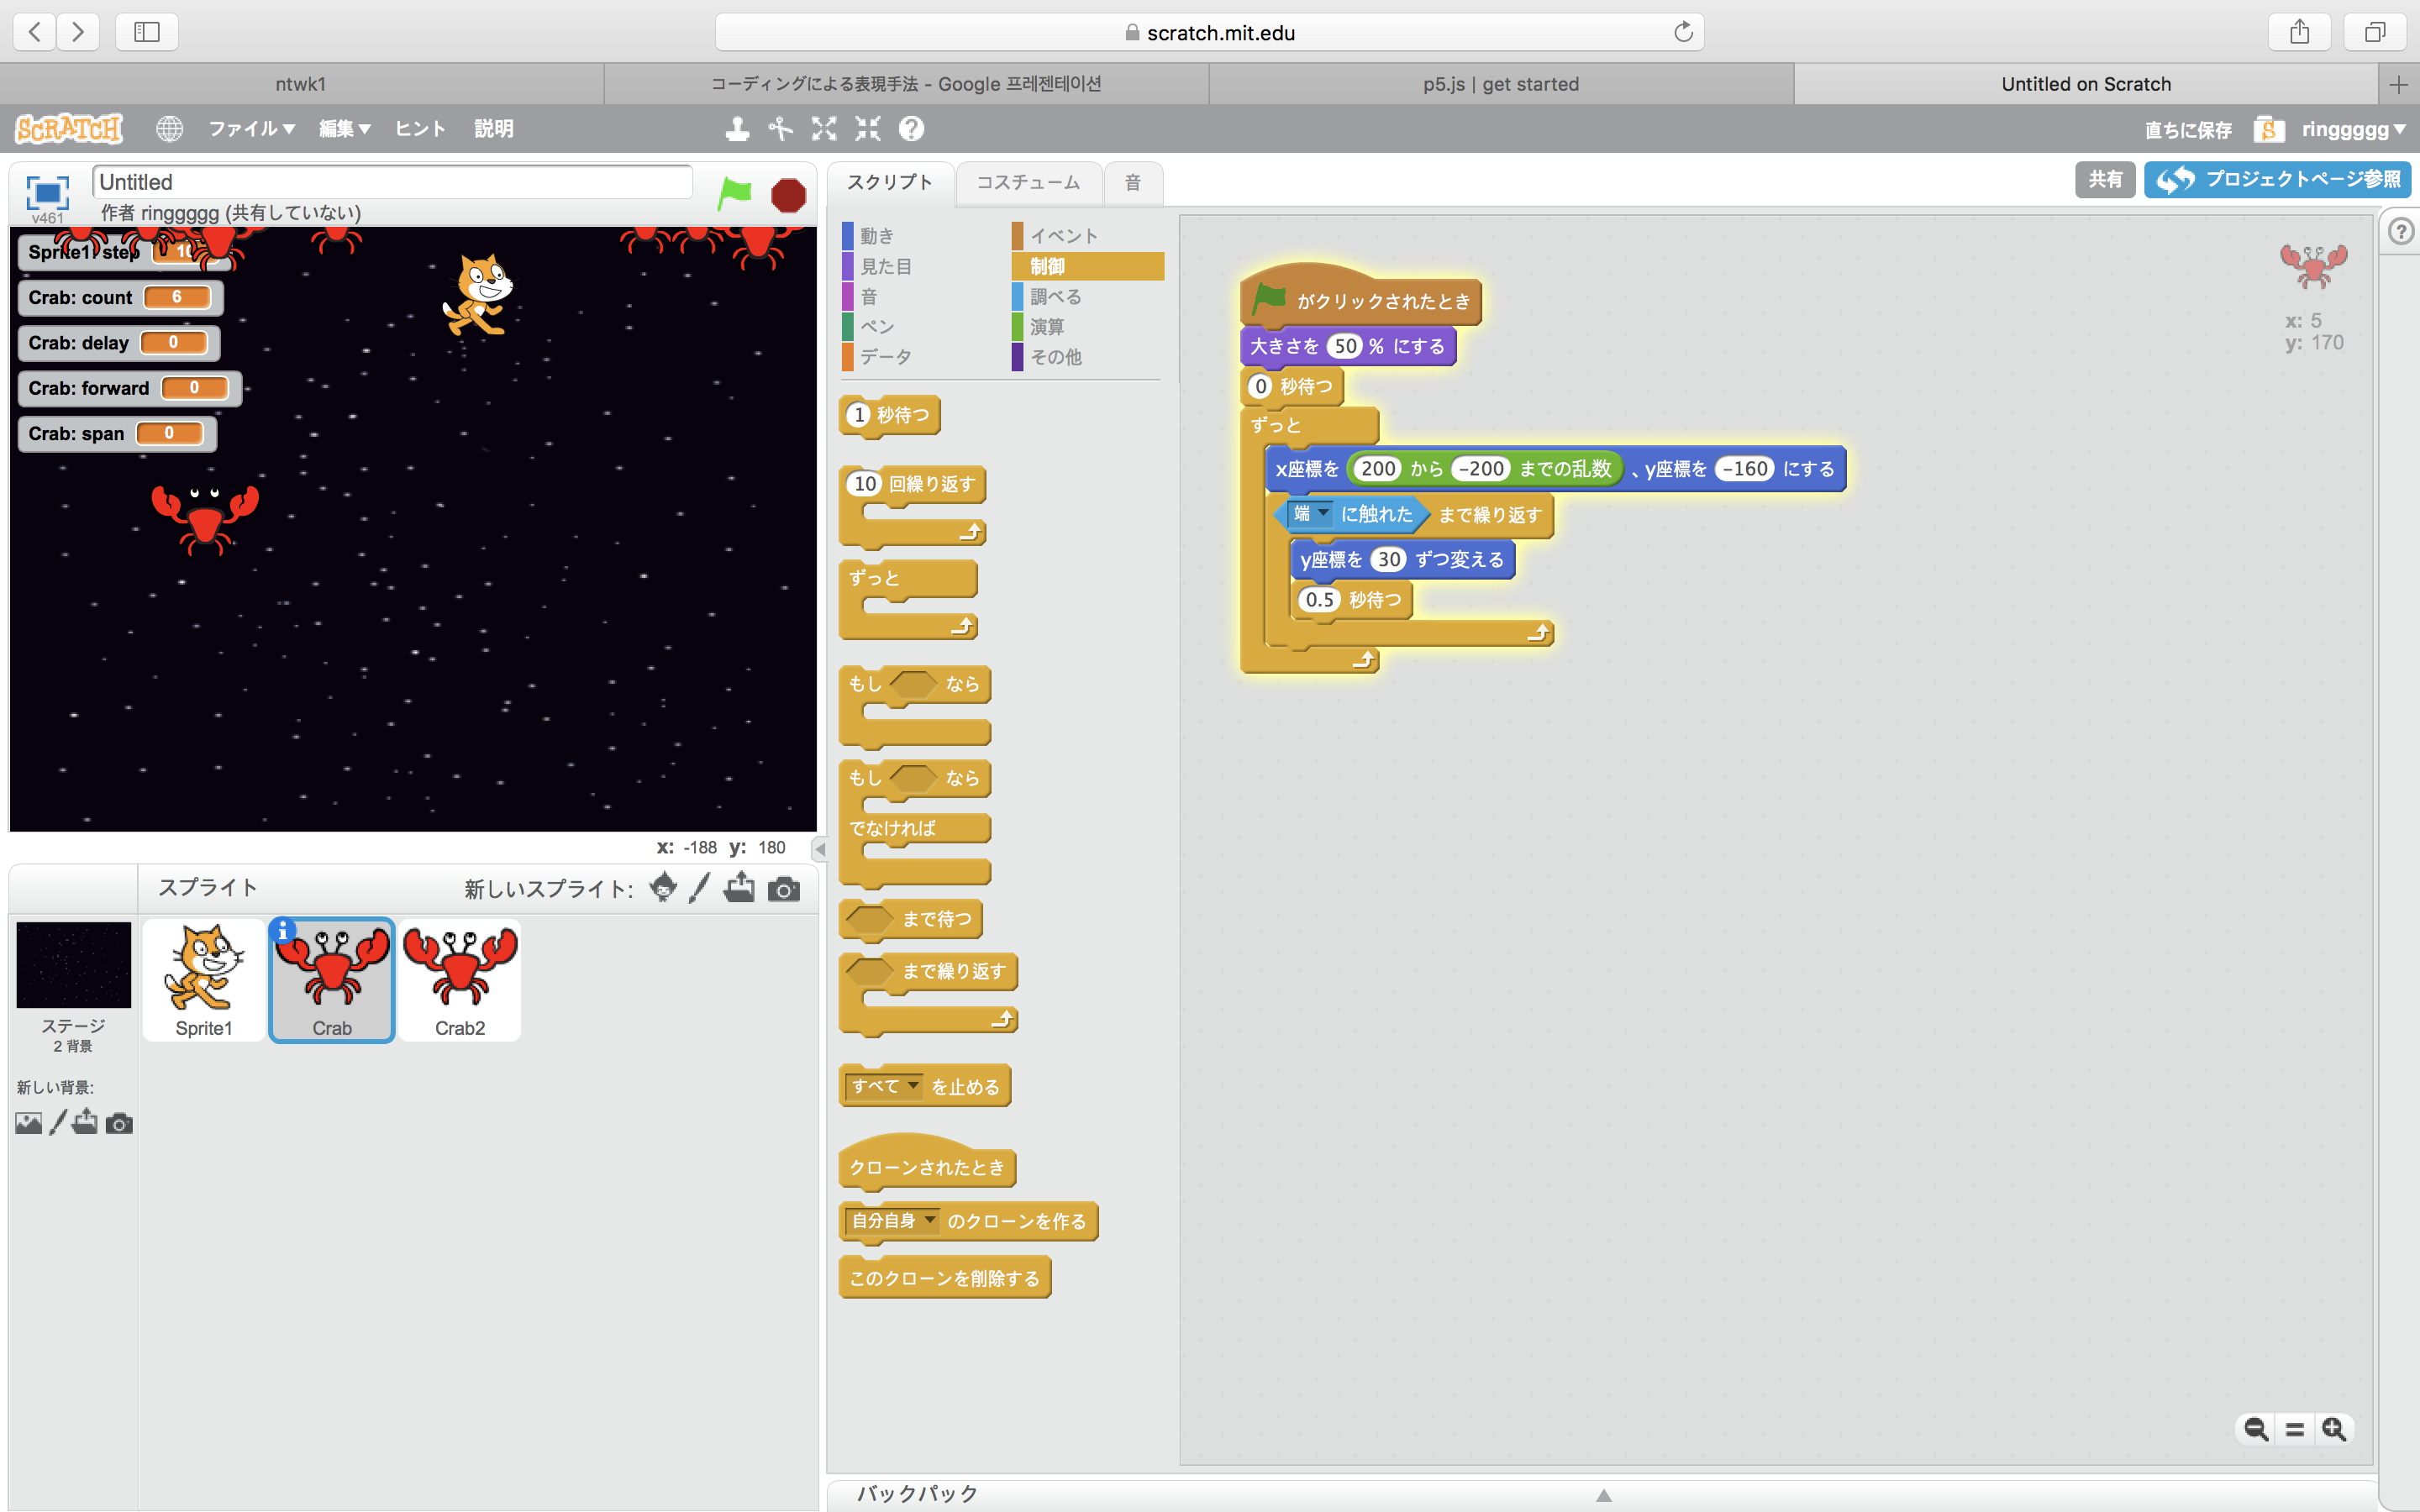 scratch.mit.edu
ntwk1
コーディングによる表現手法 - Google 프레젠테이션
p5.js | get started
Untitled on Scratch
SCRATCH
ファイル▼
編集▼
ヒント
説明
直ちに保存
S
ringgggg▼
Untitled
作者 ringgggg (共有していない)
v461
スクリプト
コスチューム
音
共有
プロジェクトページ参照
Sprite1: step
Crab: count 6
Crab: delay 0
Crab: forward 0
Crab: span 0
x: -188 y: 180
スプライト
新しいスプライト:
ステージ
2 背景
新しい背景:
Sprite1
Crab
Crab2
動き
イベント
見た目
制御
音
調べる
ペン
演算
データ
その他
1 秒待つ
10 回繰り返す
ずっと
もし なら
もし なら
でなければ
まで待つ
まで繰り返す
すべて を止める
クローンされたとき
自分自身 のクローンを作る
このクローンを削除する
がクリックされたとき
大きさを 50 % にする
0 秒待つ
ずっと
x座標を 200 から -200 までの乱数 、y座標を -160 にする
端 に触れた まで繰り返す
y座標を 30 ずつ変える
0.5 秒待つ
x: 5
y: 170
バックパック